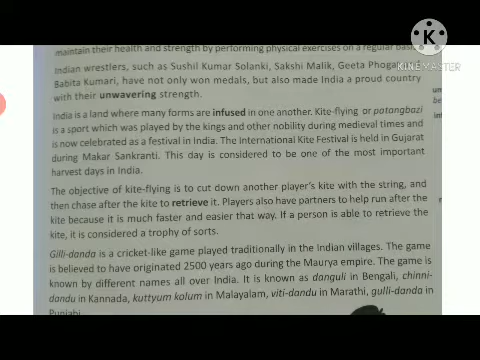 maintain their health and strength by performing physical exercises on a regular basis.
Indian wrestlers, such as Sushil Kumar Solanki, Sakshi Malik, Geeta Phogat
Babita Kumari, have not only won medals, but also made India a proud country
with their unwavering strength.
India is a land where many forms are infused in one another. Kite-flying or patangbazi
is a sport which was played by the kings and other nobility during medieval times and
is now celebrated as a festival in India. The International Kite Festival is held in Gujarat
during Makar Sankranti. This day is considered to be one of the most important
harvest days in India.
The objective of kite-flying is to cut down another player's kite with the string, and
then chase after the kite to retrieve it. Players also have partners to help run after
the kite because it is much faster and easier that way. If a person is able to retrieve the
kite, it is considered a trophy of sorts.
Gilli-danda is a cricket-like game played traditionally in the Indian villages. The game
is believed to have originated 2500 years ago during the Maurya empire. The game is
known by different names all over India. It is known as danguli in Bengali, chinni-
dandu in Kannada, kuttyum kolum in Malayalam, viti-dandu in Marathi, gulli-danda in
Punjabi
K
KINEMASTER
un
be